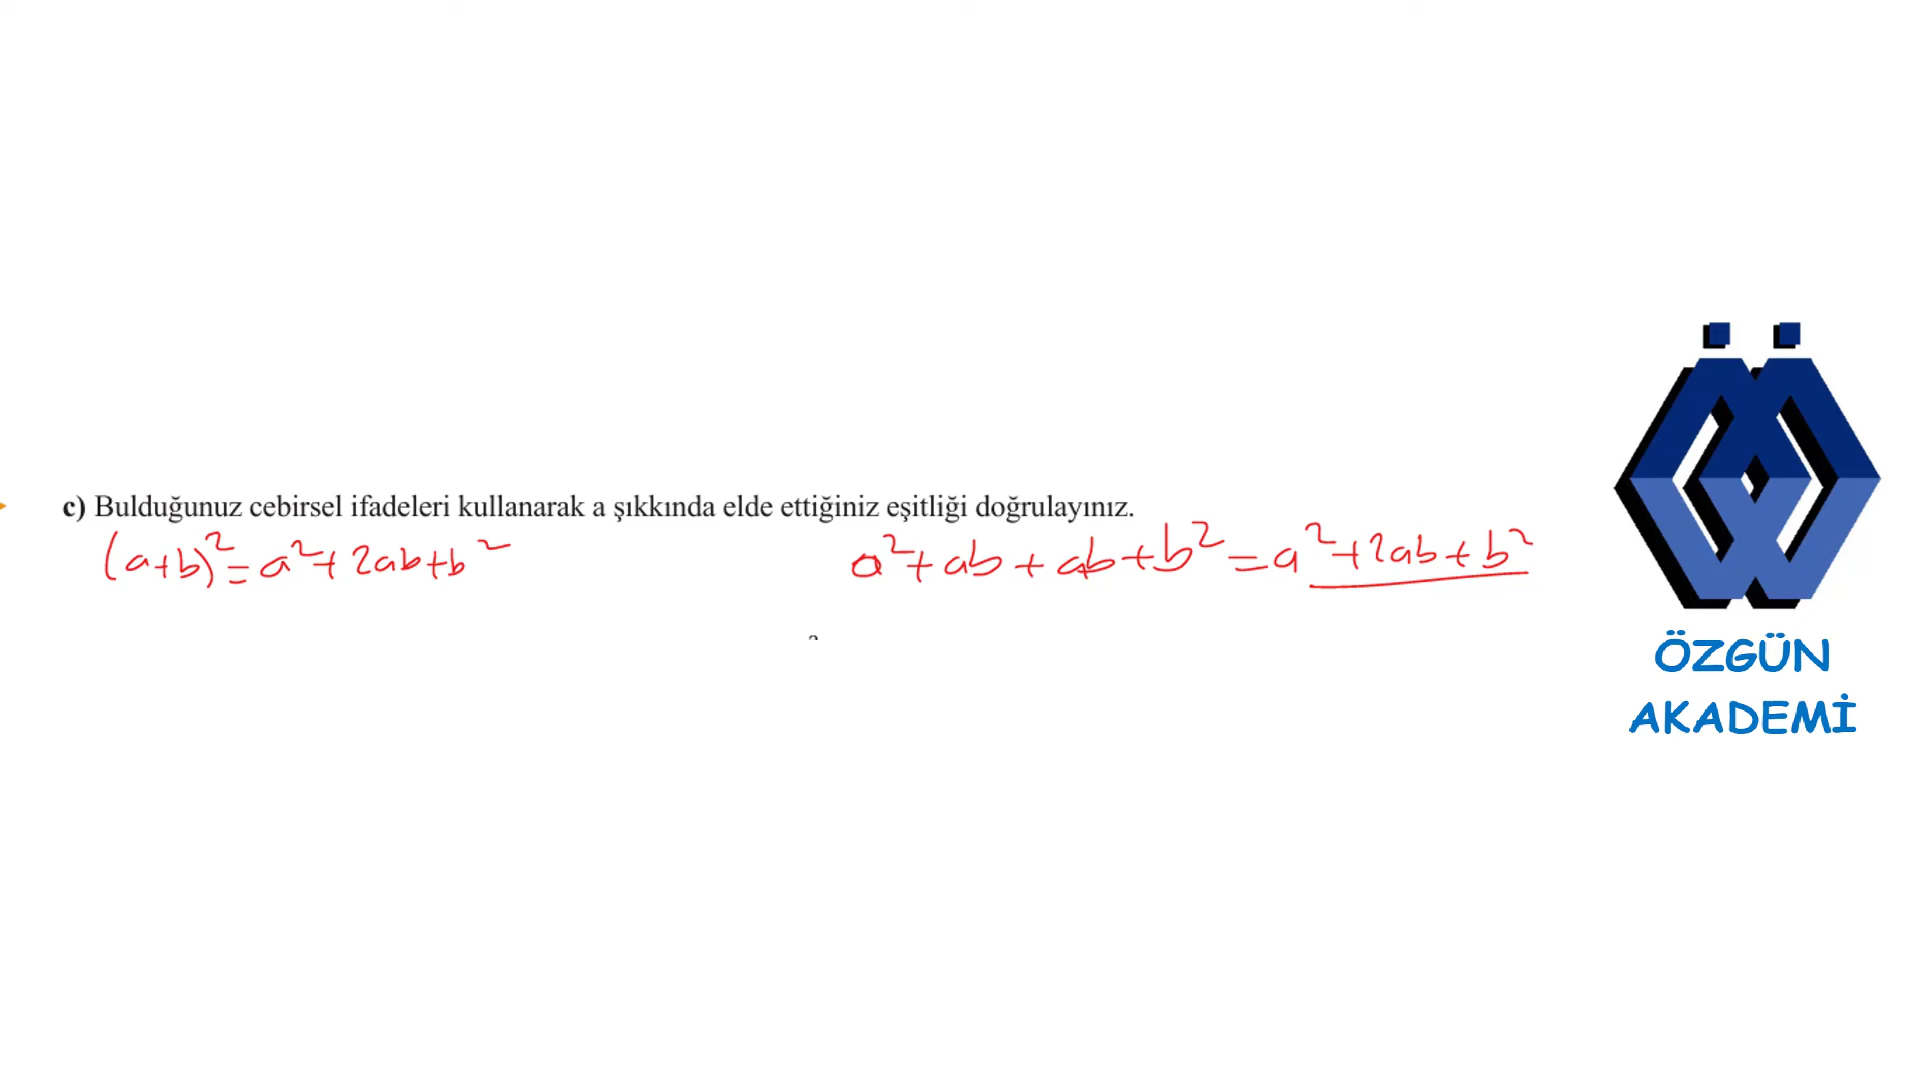 c) Bulduğunuz cebirsel ifadeleri kullanarak a şıkkında elde ettiğiniz eşitliği doğrulayınız.
(a+b)²=a²+2ab+b² a²+ab+ab+b²=a²+2ab+b²
ÖZGÜN
AKADEMİ